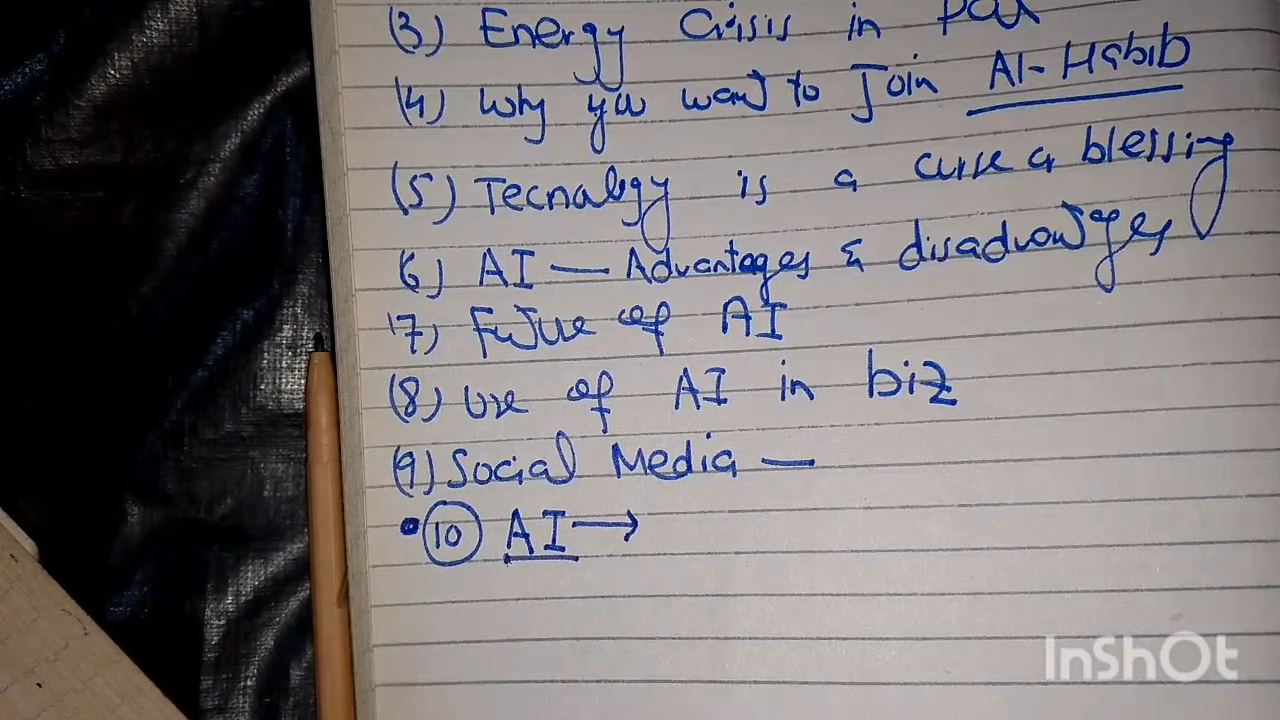 (3) Energy Crisis in Pak
(4) Why you want to Join Al-Habib
(5) Tecnalogy is a curse a blessing
6) AI — Advantages & disadvantages
7) Future of AI
(8) Use of AI in biz
(9) Social Media —
(10) AI →
InShOt